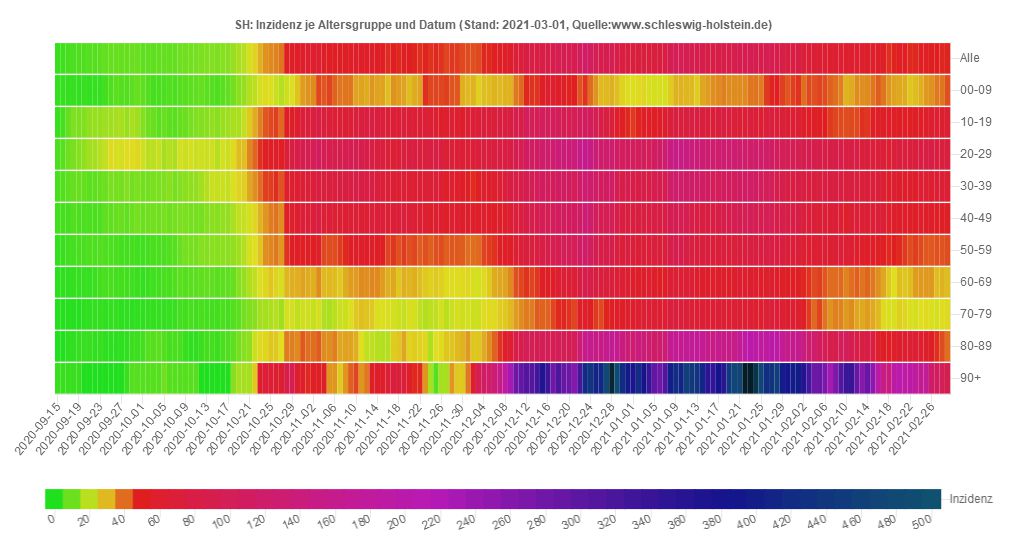 SH: Inzidenz je Altersgruppe und Datum (Stand: 2021-03-01, Quelle:www.schleswig-holstein.de)
Alle
00-09
10-19
20-29
30-39
40-49
50-59
60-69
70-79
80-89
90+
2020-09-15 2020-09-19 2020-09-23 2020-09-27 2020-10-01 2020-10-05 2020-10-09 2020-10-13 2020-10-17 2020-10-21 2020-10-25 2020-10-29 2020-11-02 2020-11-06 2020-11-10 2020-11-14 2020-11-18 2020-11-22 2020-11-26 2020-11-30 2020-12-04 2020-12-08 2020-12-12 2020-12-16 2020-12-20 2020-12-24 2020-12-28 2021-01-01 2021-01-05 2021-01-09 2021-01-13 2021-01-17 2021-01-21 2021-01-25 2021-01-29 2021-02-02 2021-02-06 2021-02-10 2021-02-14 2021-02-18 2021-02-22 2021-02-26
Inzidenz
0 20 40 60 80 100 120 140 160 180 200 220 240 260 280 300 320 340 360 380 400 420 440 460 480 500